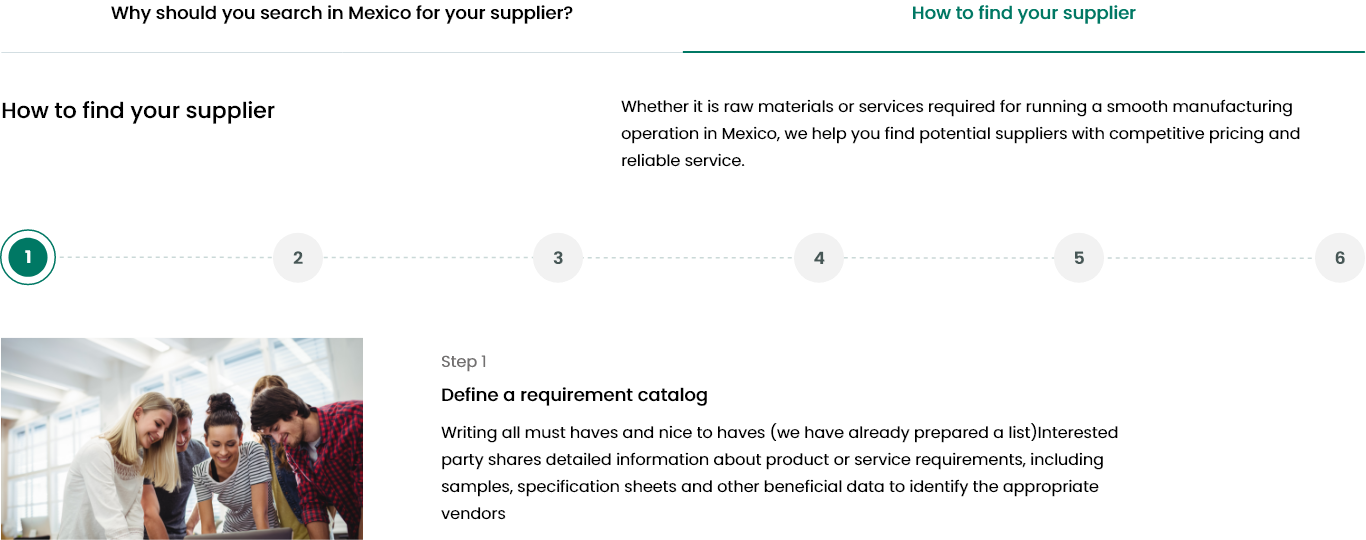 Why should you search in Mexico for your supplier?
How to find your supplier
How to find your supplier
Whether it is raw materials or services required for running a smooth manufacturing
operation in Mexico, we help you find potential suppliers with competitive pricing and
reliable service.
1
2
3
4
5
6
Step 1
Define a requirement catalog
Writing all must haves and nice to haves (we have already prepared a list)Interested
party shares detailed information about product or service requirements, including
samples, specification sheets and other beneficial data to identify the appropriate
vendors